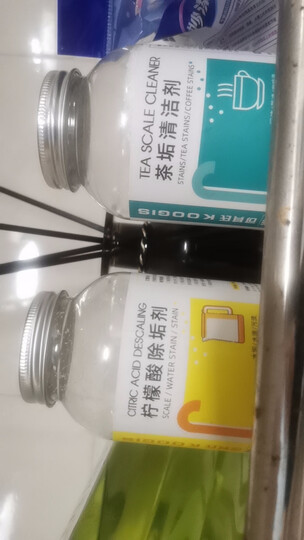 TEA SCALE CLEANER
茶垢清洁剂
STAINS/TEA STAINS/COFFEE STAINS
KOOGIS
CITRIC ACID DESCALING
柠檬酸除垢剂
SCALE / WATER STAIN / STAIN